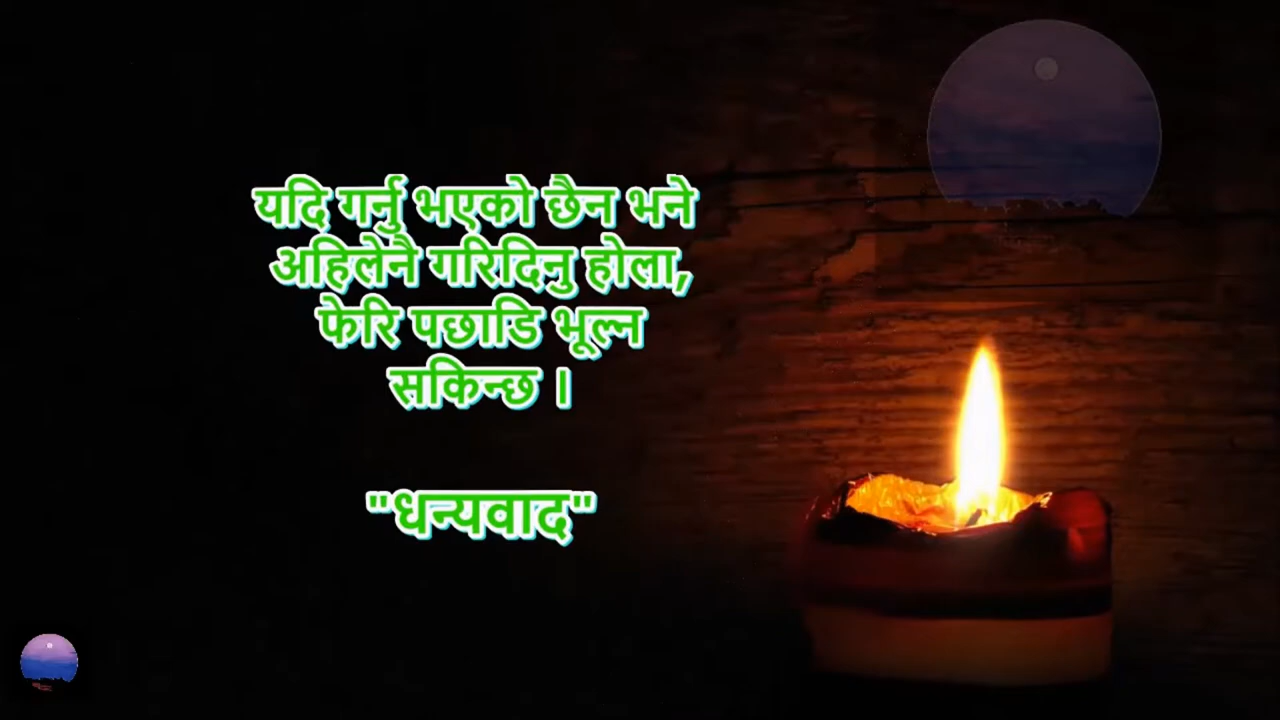 यदि गर्नु भएको छैन भने
अहिलेनै गरिदिनु होला,
फेरि पछाडि भूल्न
सकिन्छ ।
"धन्यवाद"